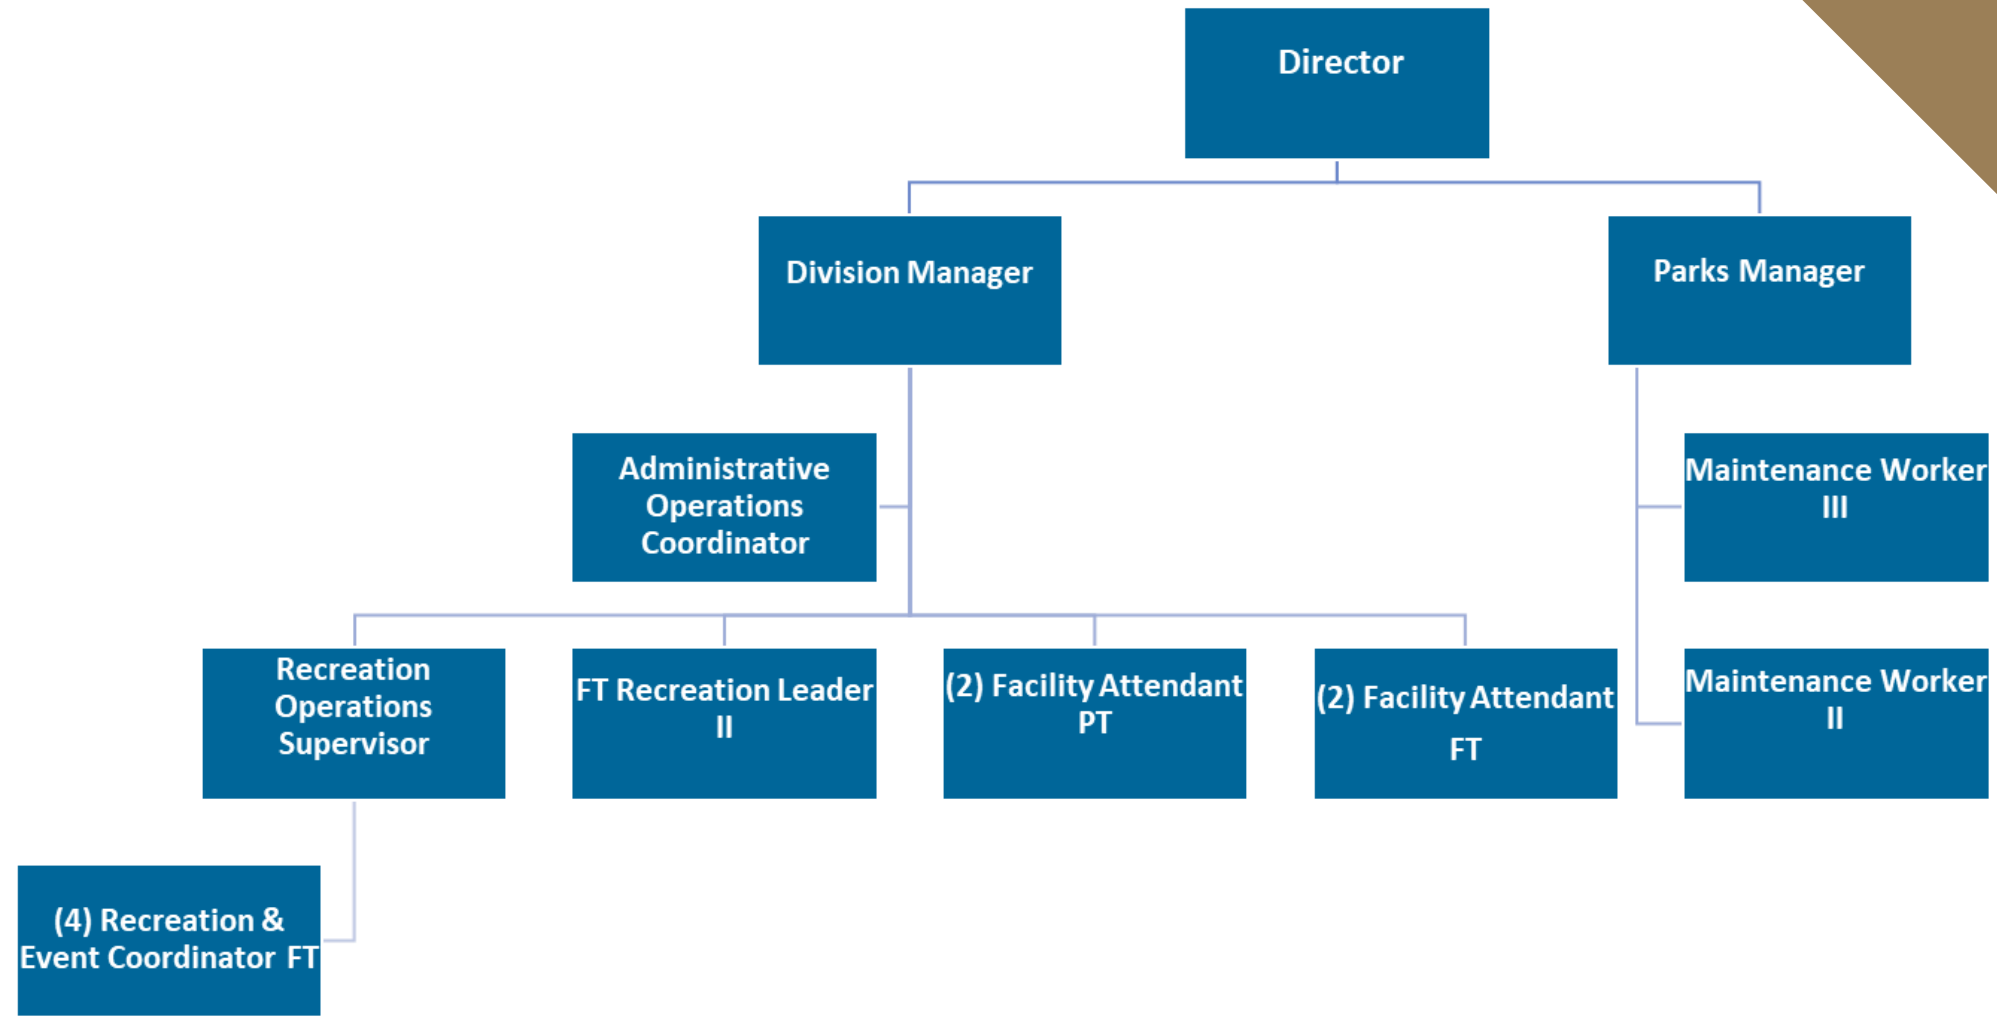 Director
Division Manager
Parks Manager
Administrative
Operations
Coordinator
Maintenance Worker
III
Recreation
Operations
Supervisor
FT Recreation Leader
II
(2) Facility Attendant
PT
(2) Facility Attendant
FT
Maintenance Worker
II
(4) Recreation &
Event Coordinator FT